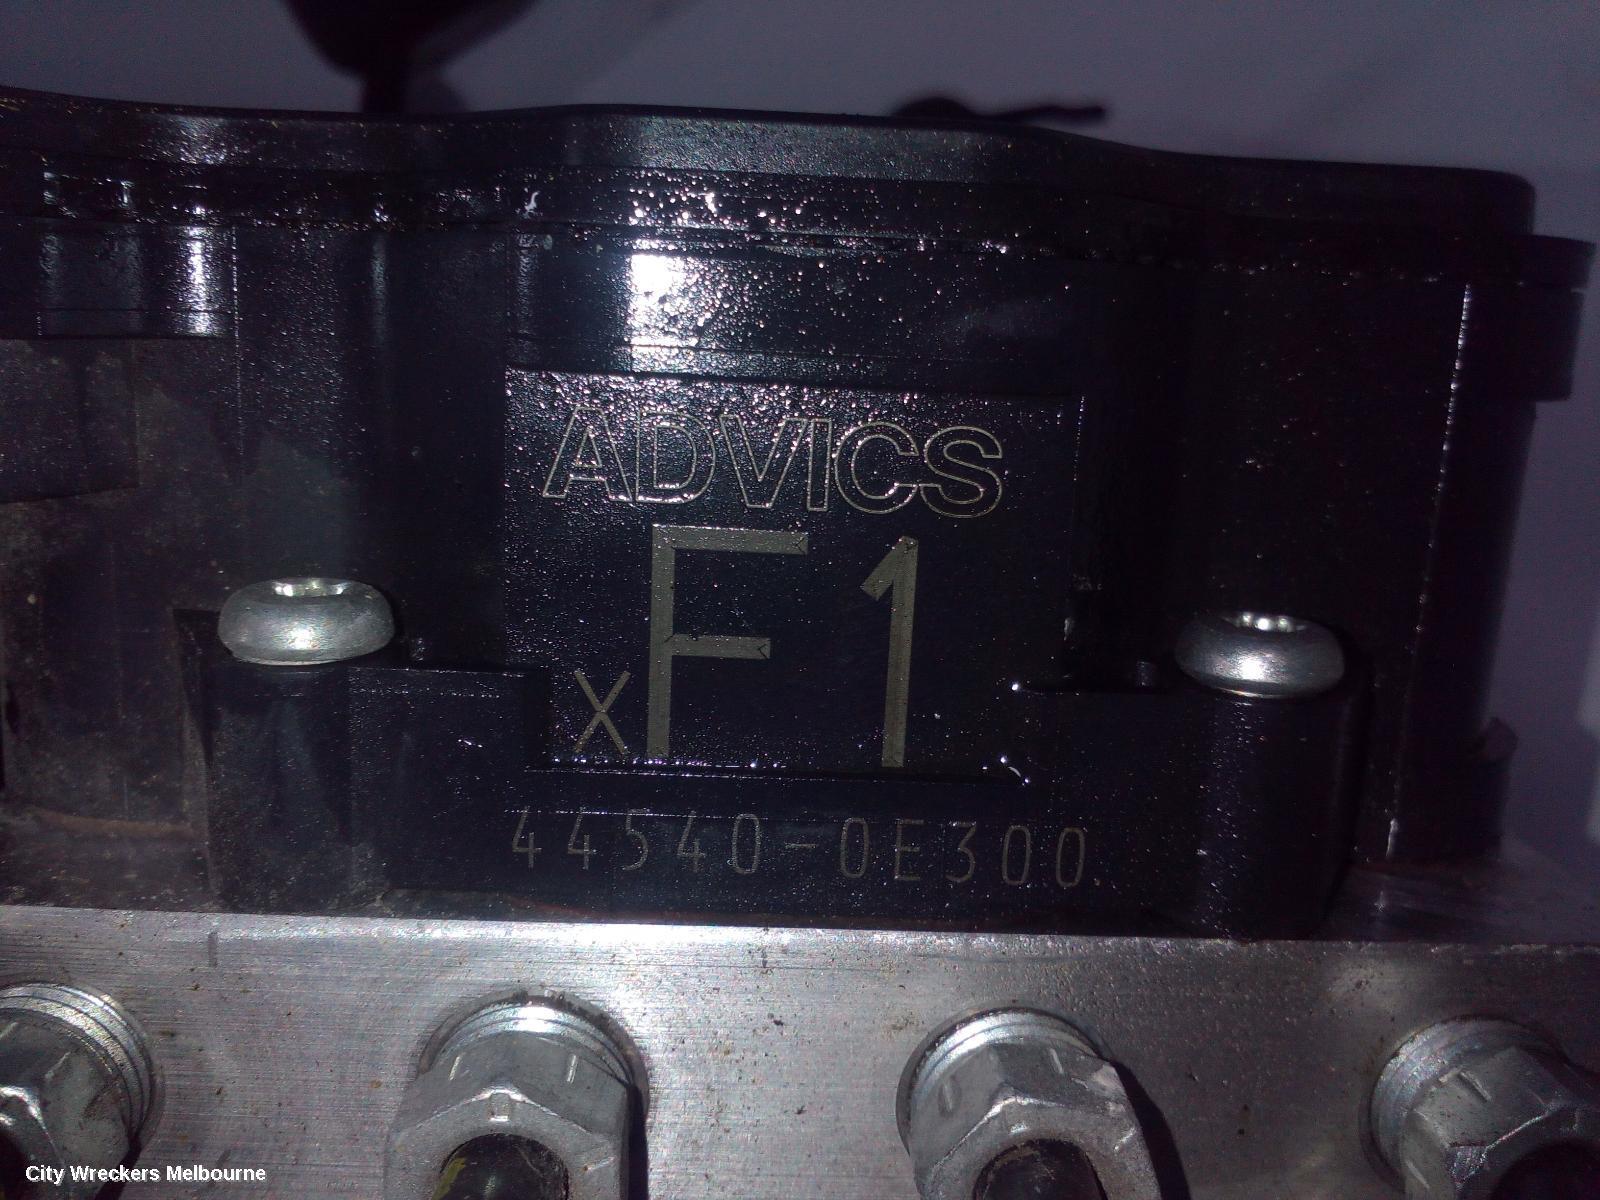 ADVICS
xF1
44540-0E300
City Wreckers Melbourne